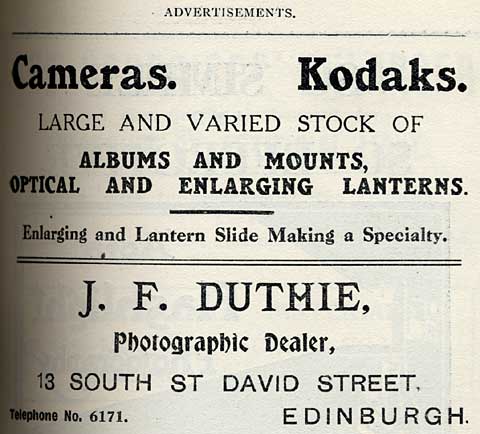 ADVERTISEMENTS.
Cameras. Kodaks.
LARGE AND VARIED STOCK OF
ALBUMS AND MOUNTS,
OPTICAL AND ENLARGING LANTERNS.
Enlarging and Lantern Slide Making a Specialty.
J. F. DUTHIE,
Photographic Dealer,
13 SOUTH ST DAVID STREET,
Telephone No. 6171. EDINBURGH.